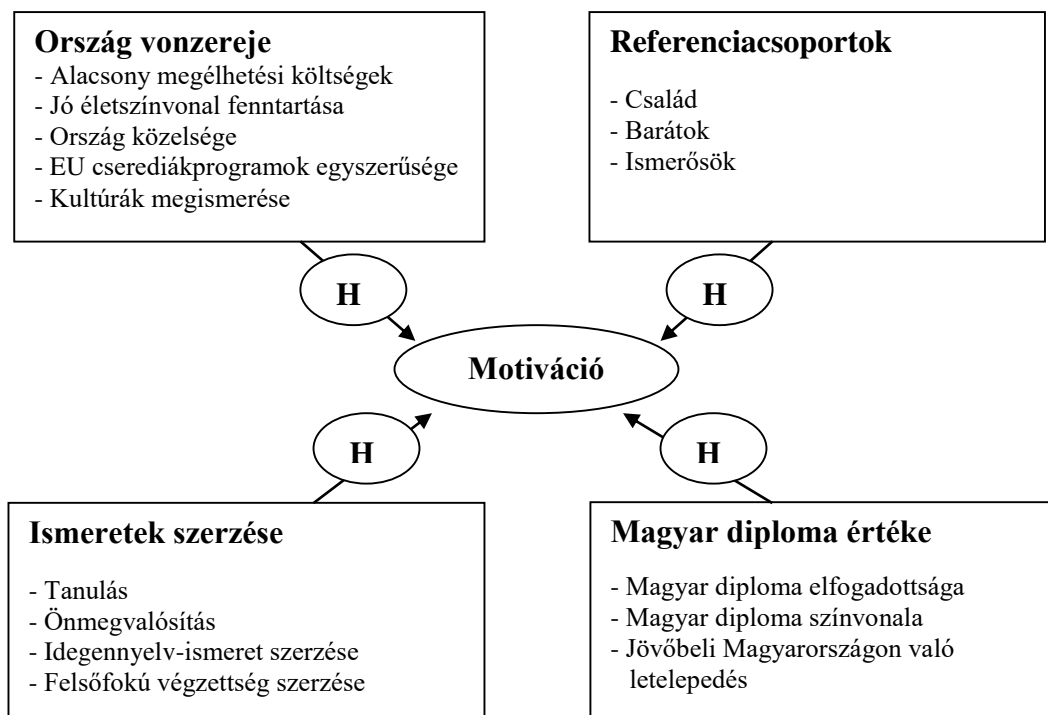 Ország vonzereje
- Alacsony megélhetési költségek
- Jó életszínvonal fenntartása
- Ország közelsége
- EU cserediákprogramok egyszerűsége
- Kultúrák megismerése
Referenciacsoportok
- Család
- Barátok
- Ismerősök
H
H
Motiváció
H
H
Ismeretek szerzése
- Tanulás
- Önmegvalósítás
- Idegennyelv-ismeret szerzése
- Felsőfokú végzettség szerzése
Magyar diploma értéke
- Magyar diploma elfogadottsága
- Magyar diploma színvonala
- Jövőbeli Magyarországon való
letelepedés